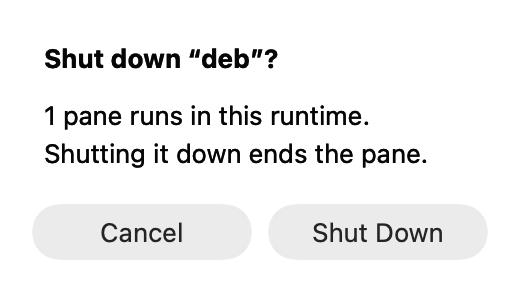 Shut down “deb”?
1 pane runs in this runtime.
Shutting it down ends the pane.
Cancel
Shut Down